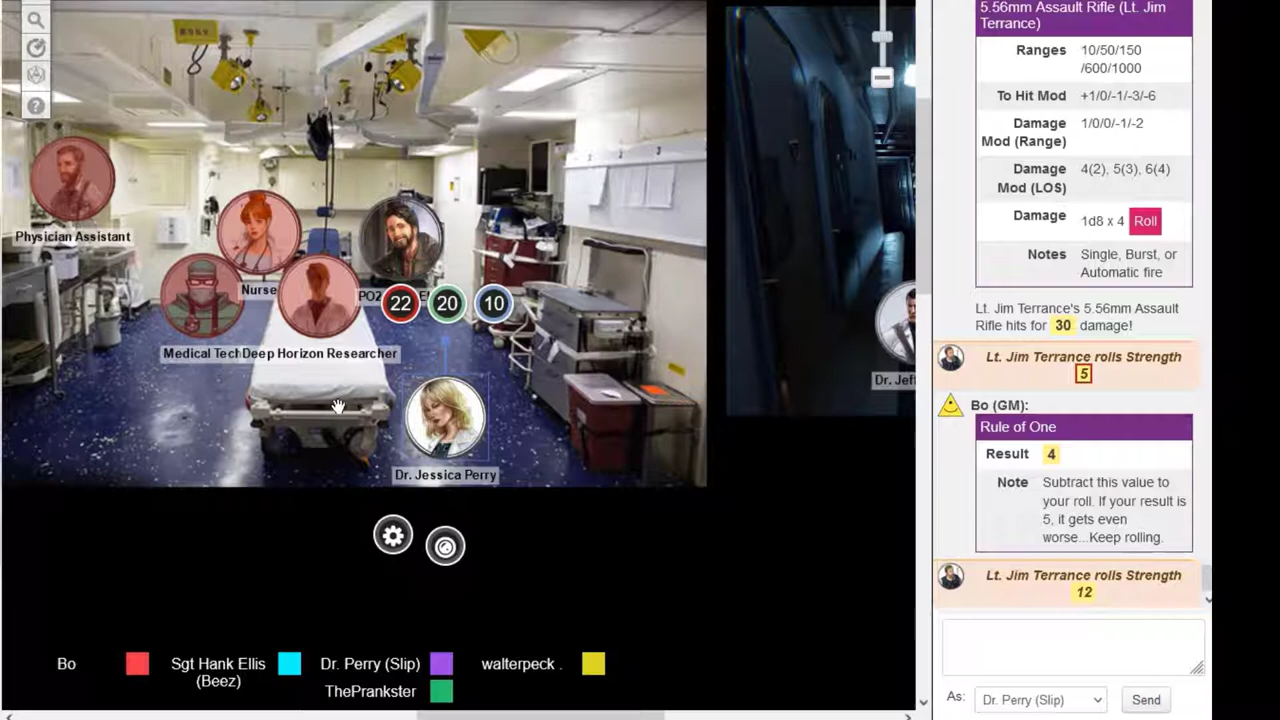 Physician Assistant
Nurse
PO2
22
20
10
Medical Tech
Deep Horizon Researcher
Dr. Jessica Perry
Dr. Jeff
Bo
Sgt Hank Ellis
(Beez)
Dr. Perry (Slip)
walterpeck .
ThePrankster
5.56mm Assault Rifle (Lt. Jim
Terrance)
Ranges 10/50/150
/600/1000
To Hit Mod +1/0/-1/-3/-6
Damage 1/0/0/-1/-2
Mod (Range)
Damage 4(2), 5(3), 6(4)
Mod (LOS)
Damage 1d8 x 4 Roll
Notes Single, Burst, or
Automatic fire
Lt. Jim Terrance's 5.56mm Assault
Rifle hits for 30 damage!
Lt. Jim Terrance rolls Strength
5
Bo (GM):
Rule of One
Result 4
Note Subtract this value to
your roll. If your result is
5, it gets even
worse...Keep rolling.
Lt. Jim Terrance rolls Strength
12
As: Dr. Perry (Slip) Send